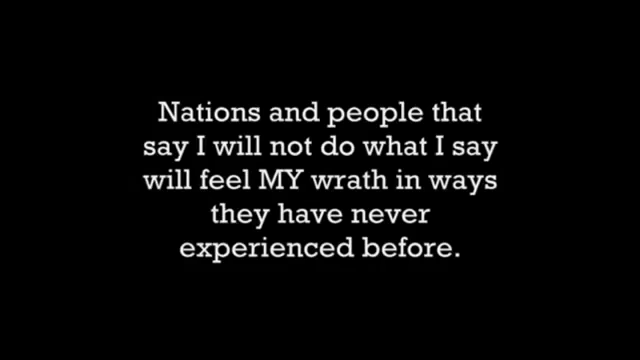 Nations and people that
say I will not do what I say
will feel MY wrath in ways
they have never
experienced before.